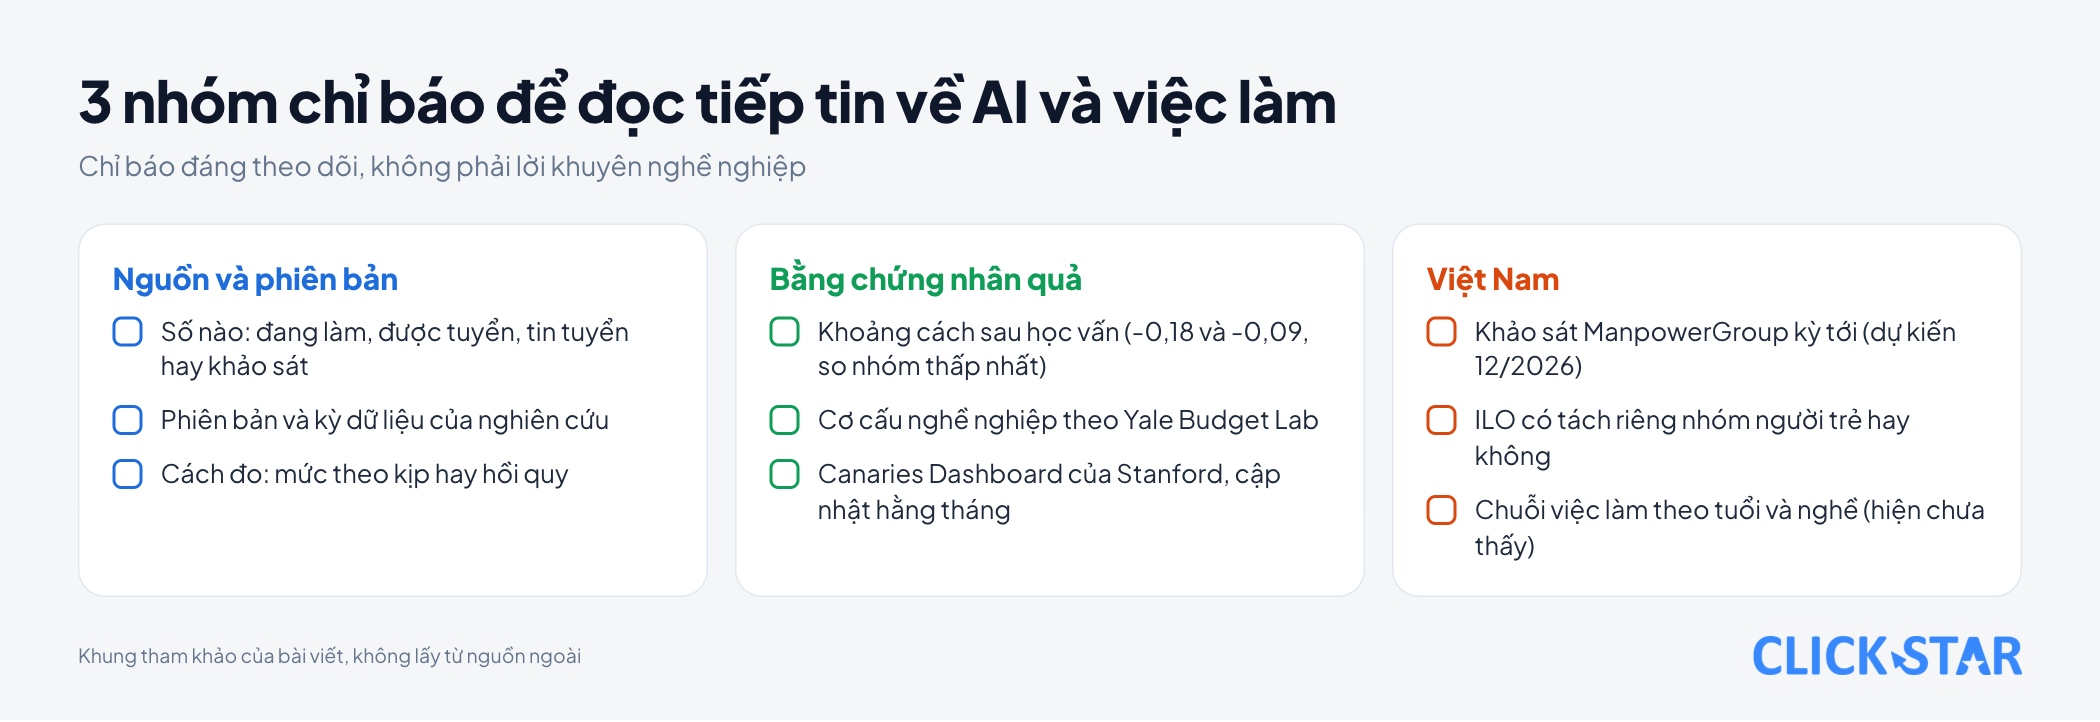 3 nhóm chỉ báo để đọc tiếp tin về AI và việc làm
Chỉ báo đáng theo dõi, không phải lời khuyên nghề nghiệp
Nguồn và phiên bản
Số nào: đang làm, được tuyển, tin tuyển
hay khảo sát
Phiên bản và kỳ dữ liệu của nghiên cứu
Cách đo: mức theo kịp hay hồi quy
Bằng chứng nhân quả
Khoảng cách sau học vấn (-0,18 và -0,09,
so nhóm thấp nhất)
Cơ cấu nghề nghiệp theo Yale Budget Lab
Canaries Dashboard của Stanford, cập
nhật hằng tháng
Việt Nam
Khảo sát ManpowerGroup kỳ tới (dự kiến
12/2026)
ILO có tách riêng nhóm người trẻ hay
không
Chuỗi việc làm theo tuổi và nghề (hiện chưa
thấy)
Khung tham khảo của bài viết, không lấy từ nguồn ngoài
CLICK STAR